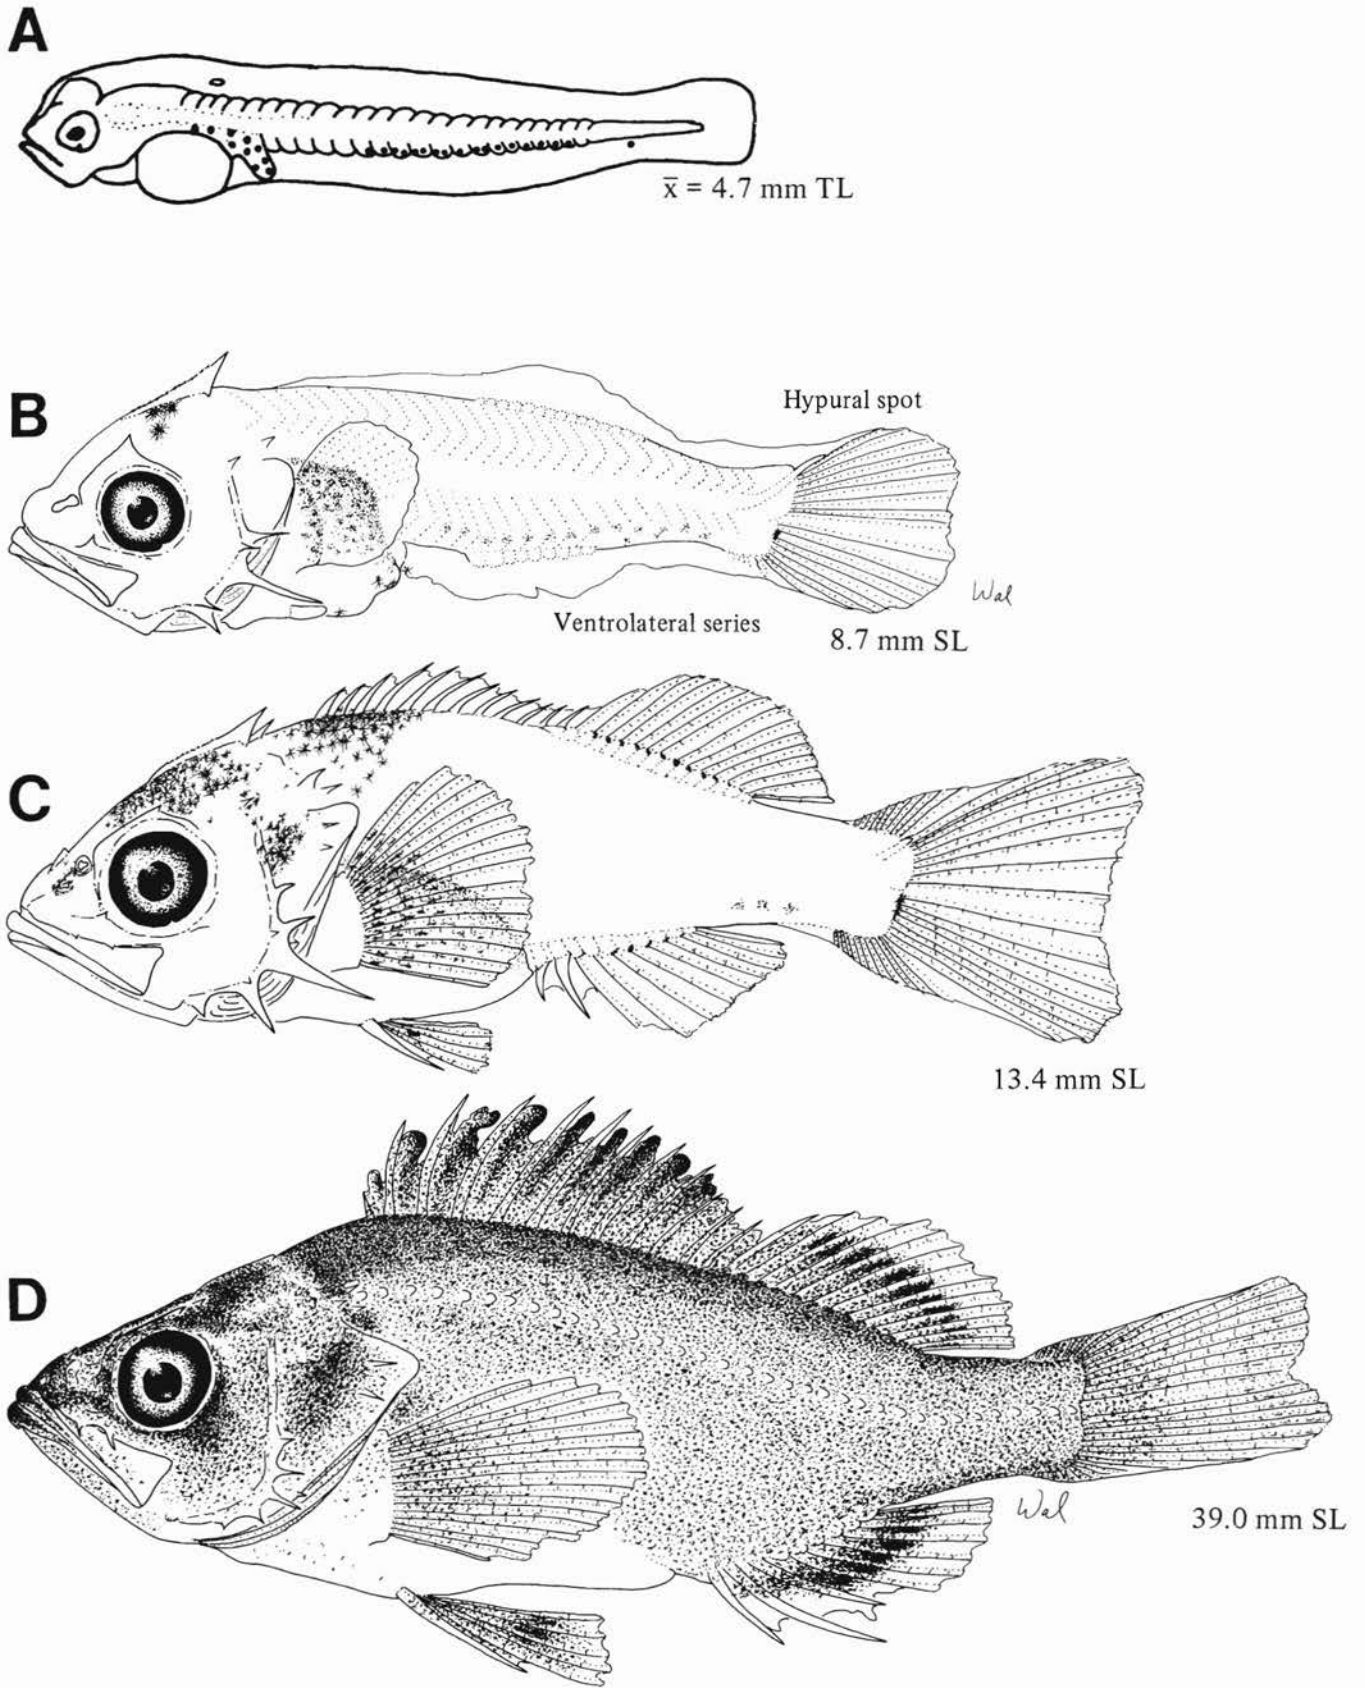 A
x̄ = 4.7 mm TL
B
Hypural spot
Wal
Ventrolateral series
8.7 mm SL
C
13.4 mm SL
D
Wal
39.0 mm SL